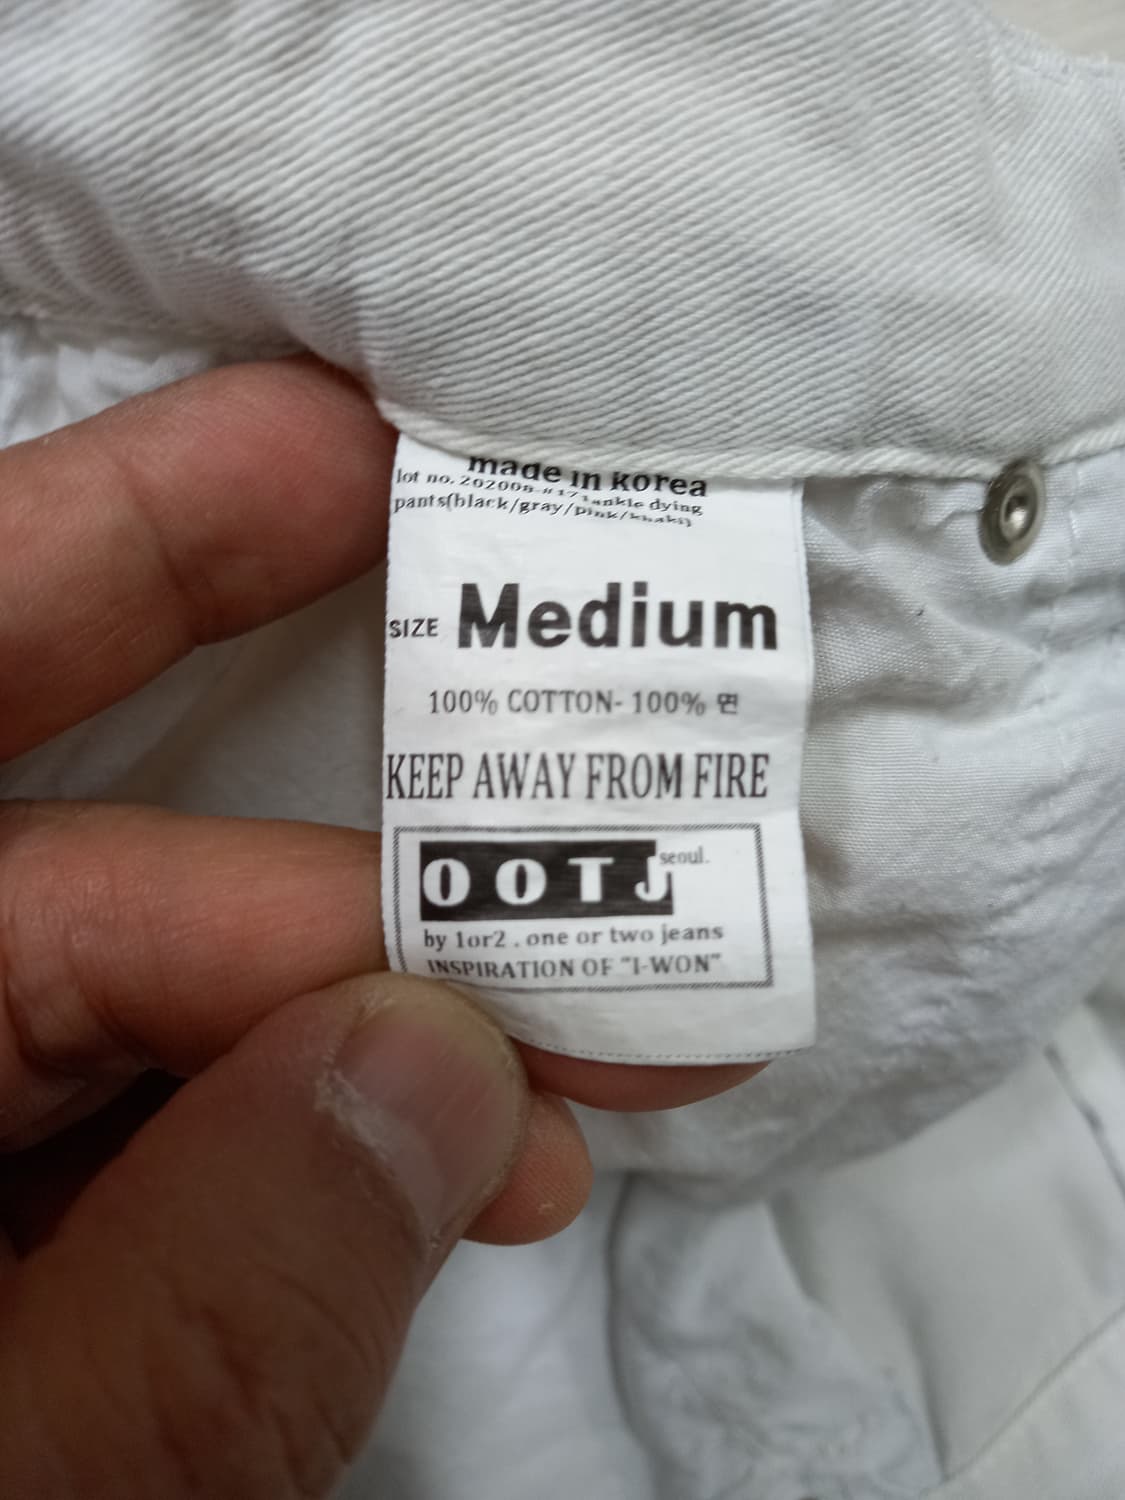 made in korea
lot no. dying
pants(black/gray/pink/khaki)
SIZE Medium
100% COTTON- 100% 면
KEEP AWAY FROM FIRE
OOTJ seoul.
by 1or2 . one or two jeans
INSPIRATION OF "I-WON"